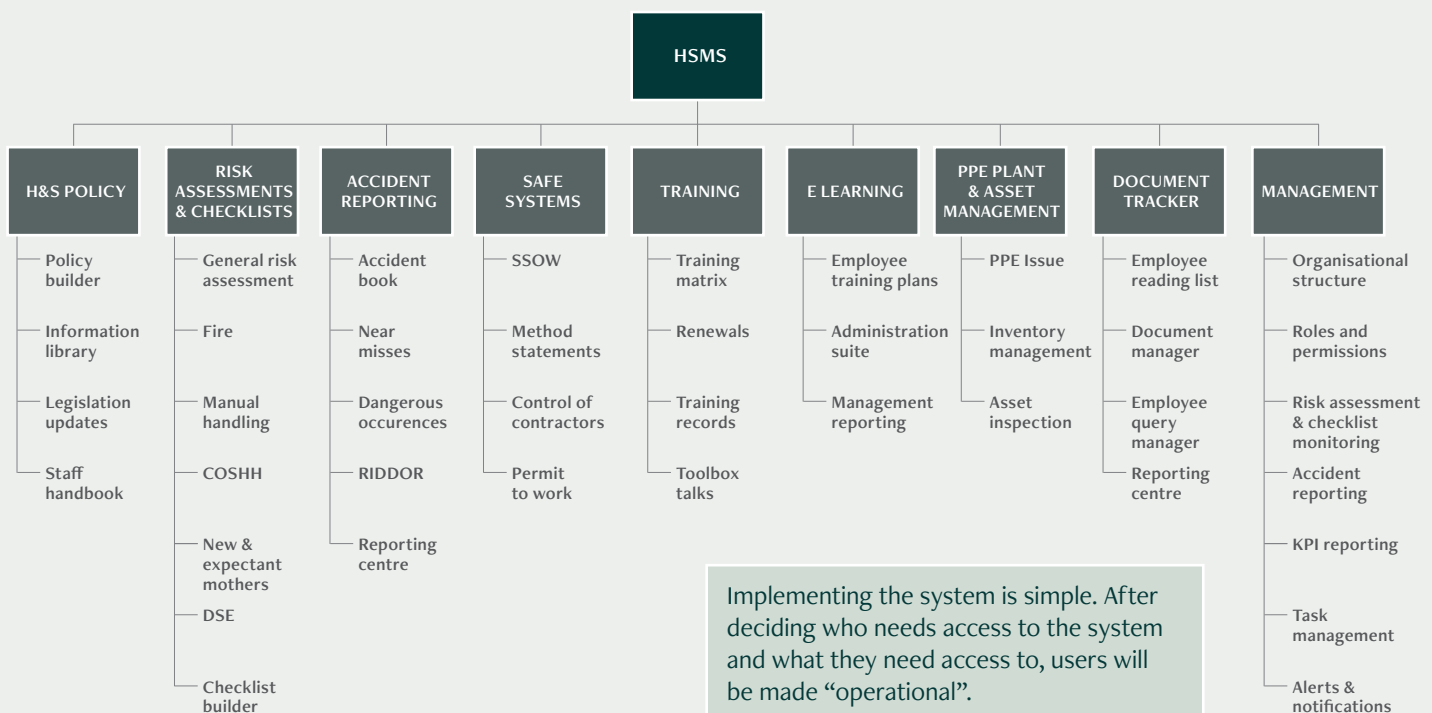 HSMS
H&S POLICY
Policy
builder
Information
library
Legislation
updates
Staff
handbook
RISK
ASSESSMENTS
& CHECKLISTS
General risk
assessment
Fire
Manual
handling
COSHH
New &
expectant
mothers
DSE
Checklist
builder
ACCIDENT
REPORTING
Accident
book
Near
misses
Dangerous
occurences
RIDDOR
Reporting
centre
SAFE
SYSTEMS
SSOW
Method
statements
Control of
contractors
Permit
to work
TRAINING
Training
matrix
Renewals
Training
records
Toolbox
talks
E LEARNING
Employee
training plans
Administration
suite
Management
reporting
PPE PLANT
& ASSET
MANAGEMENT
PPE Issue
Inventory
management
Asset
inspection
DOCUMENT
TRACKER
Employee
reading list
Document
manager
Employee
query
manager
Reporting
centre
MANAGEMENT
Organisational
structure
Roles and
permissions
Risk assessment
& checklist
monitoring
Accident
reporting
KPI reporting
Task
management
Alerts &
notifications
Implementing the system is simple. After
deciding who needs access to the system
and what they need access to, users will
be made “operational”.